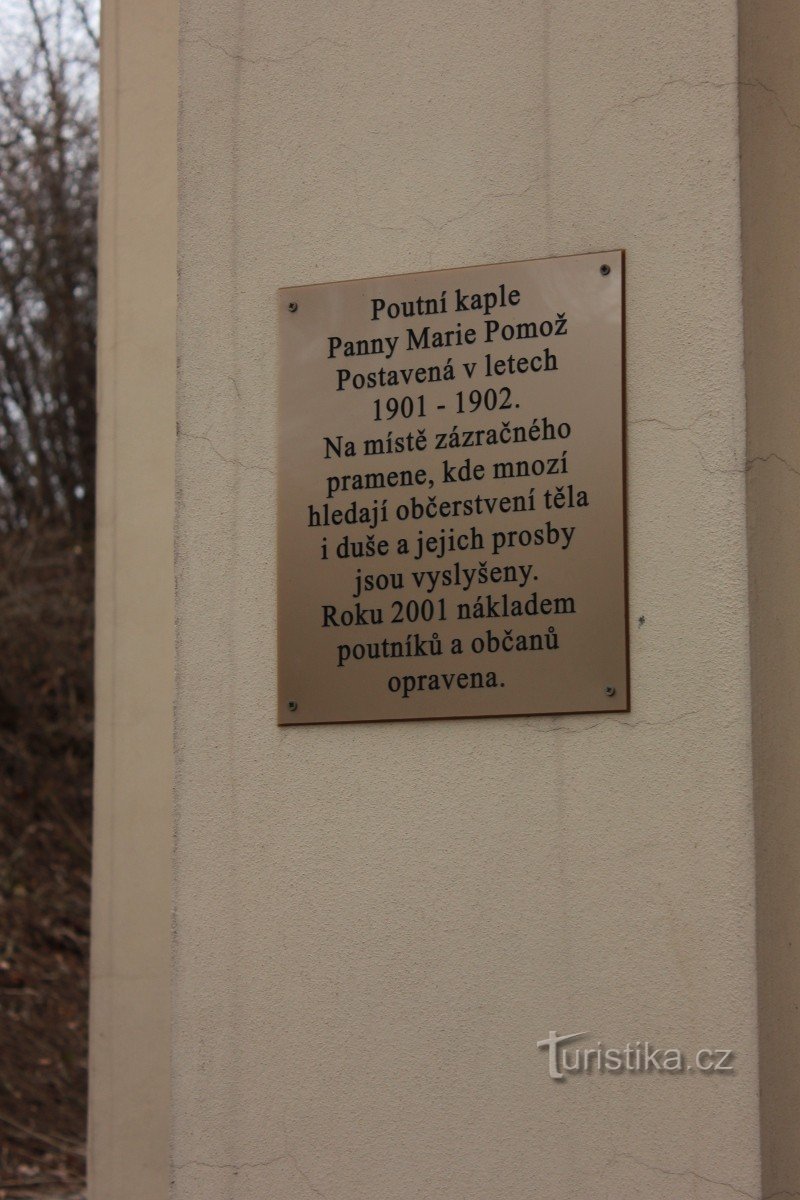 Poutní kaple
Panny Marie Pomož
Postavená v letech
1901 - 1902.
Na místě zázračného
pramene, kde mnozí
hledají občerstvení těla
i duše a jejich prosby
jsou vyslyšeny.
Roku 2001 nákladem
poutníků a občanů
opravena.
Turistika.cz